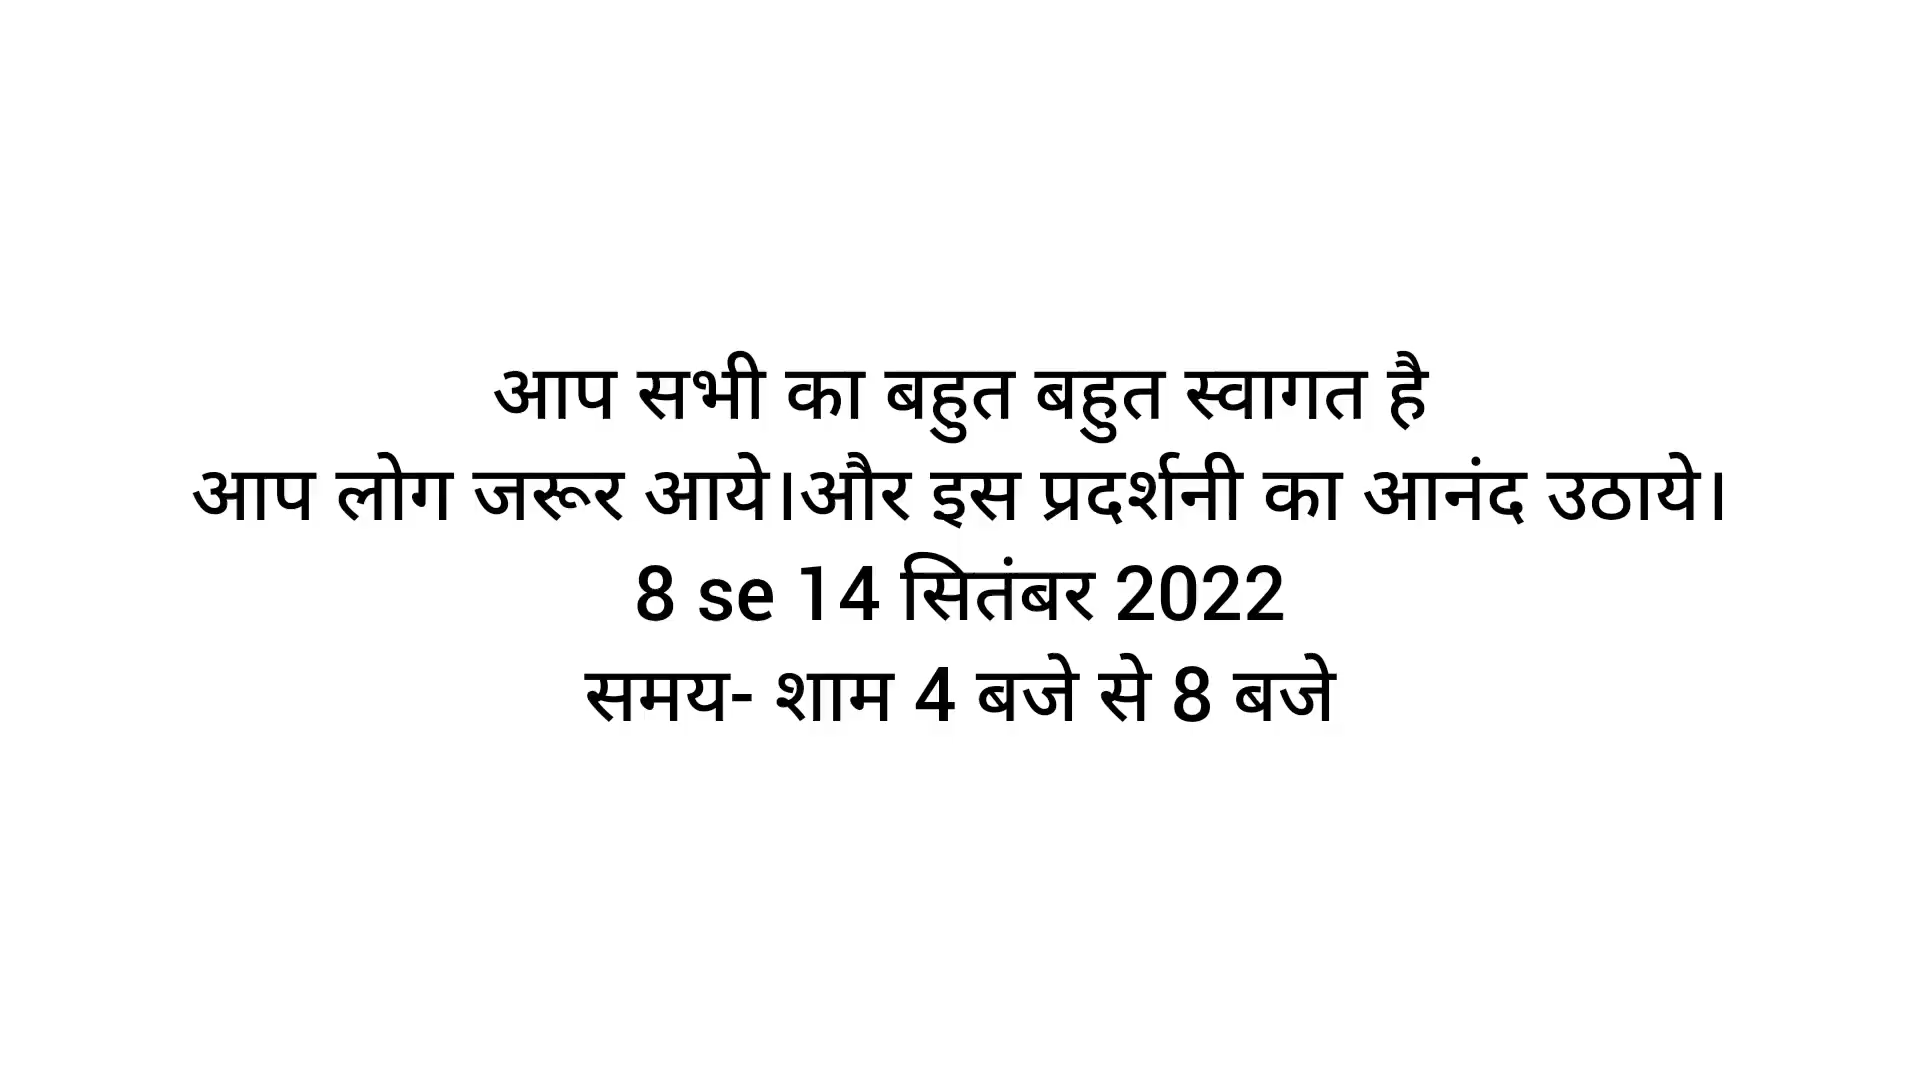 आप सभी का बहुत बहुत स्वागत है
आप लोग जरूर आये।और इस प्रदर्शनी का आनंद उठाये।
8 se 14 सितंबर 2022
समय- शाम 4 बजे से 8 बजे